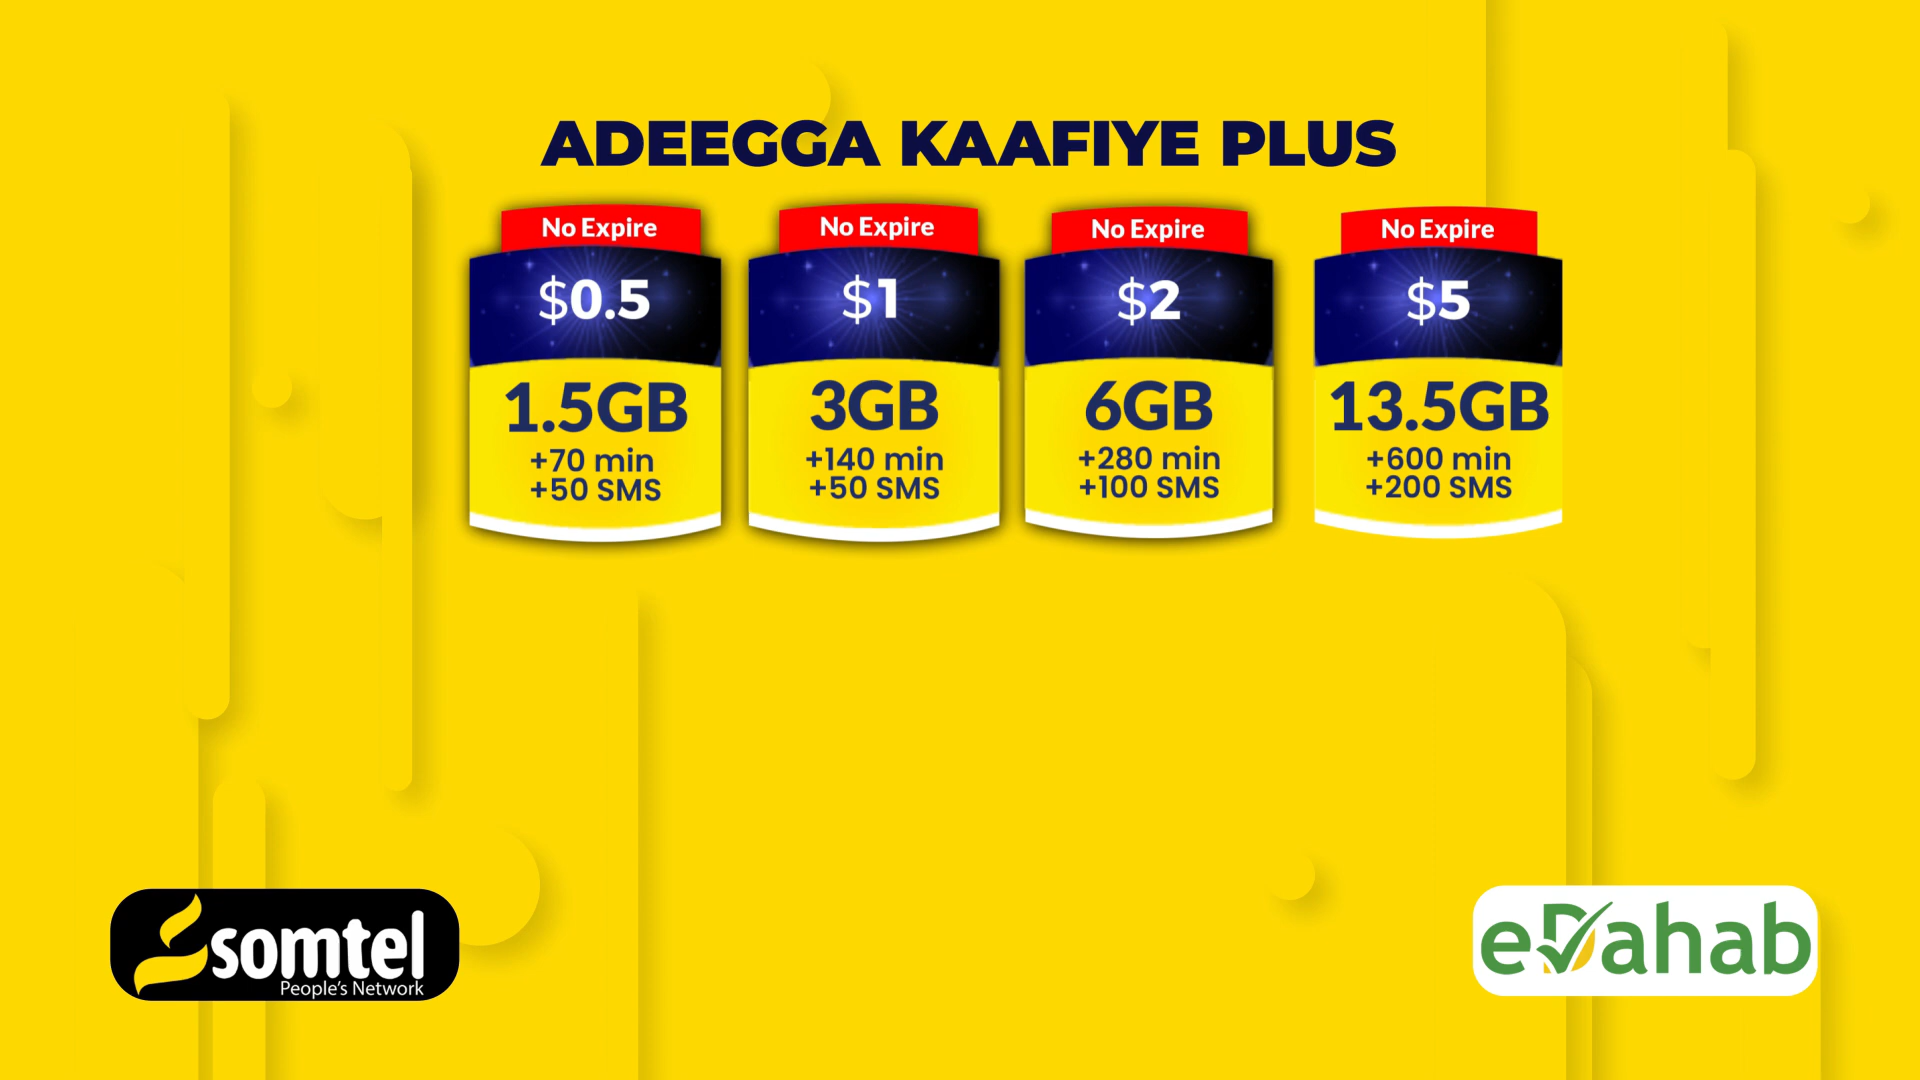 ADEEGGA KAAFIYE PLUS
No Expire
$0.5
1.5GB
+70 min
+50 SMS
No Expire
$1
3GB
+140 min
+50 SMS
No Expire
$2
6GB
+280 min
+100 SMS
No Expire
$5
13.5GB
+600 min
+200 SMS
somtel
People's Network
eDahab